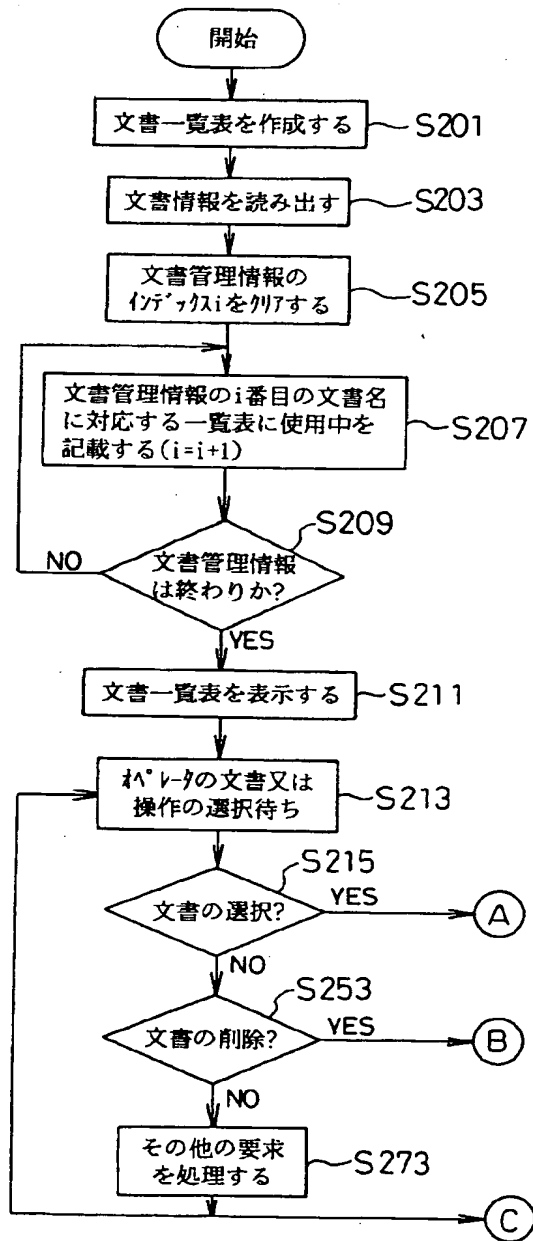 開始
文書一覧表を作成する
S201
文書情報を読み出す
S203
文書管理情報の
ｲﾝﾃﾞｯｸｽiをｸﾘｱする
S205
文書管理情報のi番目の文書名
に対応する一覧表に使用中を
記載する(i=i+1)
S207
S209
文書管理情報
は終わりか?
NO
YES
文書一覧表を表示する
S211
ｵﾍﾟﾚｰﾀの文書又は
操作の選択待ち
S213
S215
文書の選択?
YES
A
NO
S253
文書の削除?
YES
B
NO
その他の要求
を処理する
S273
C